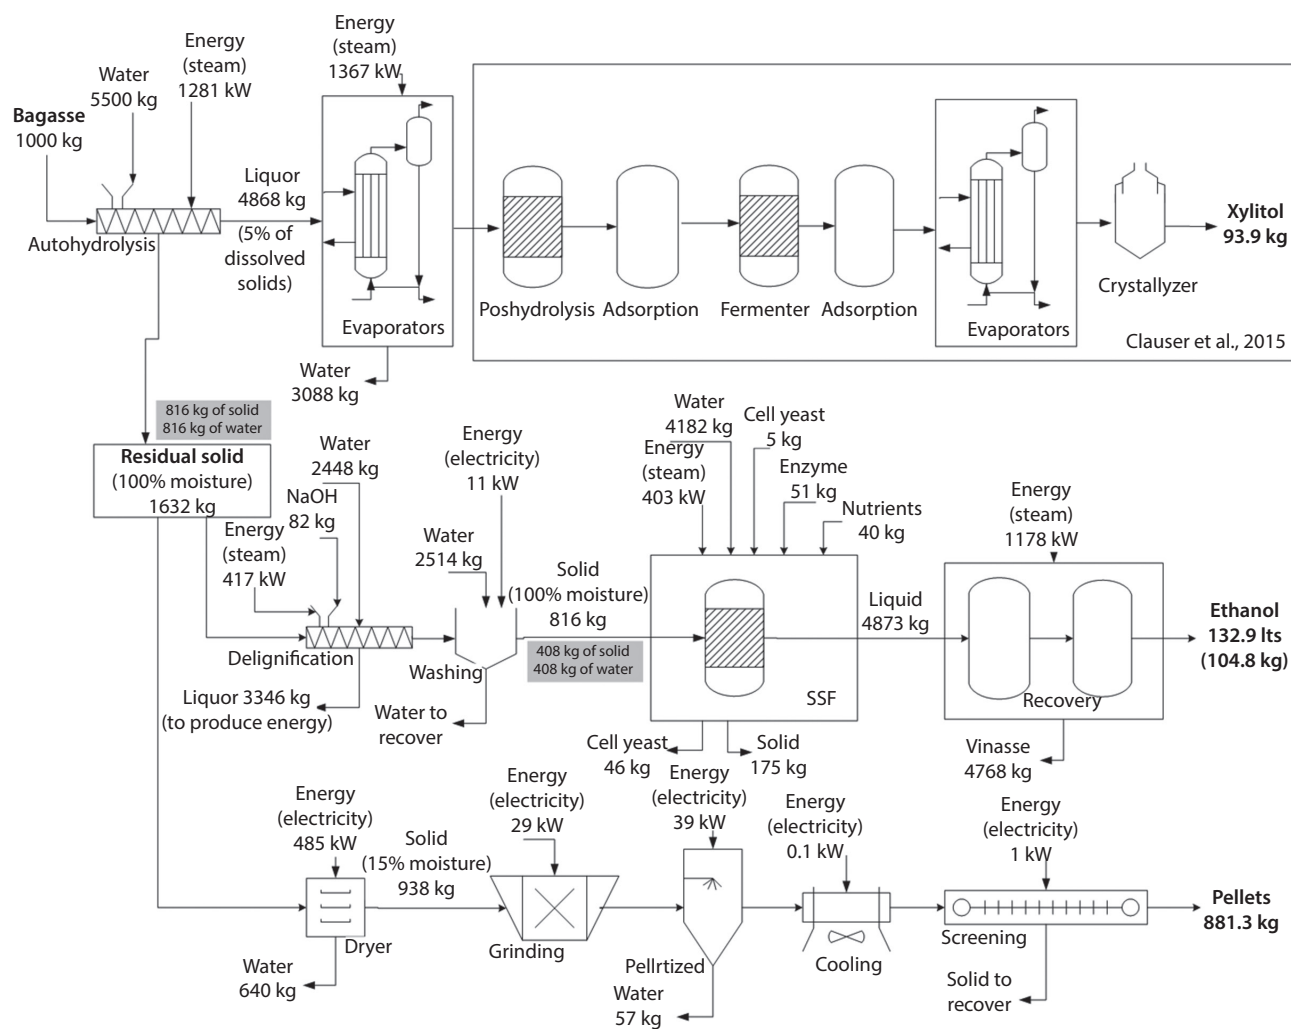 Energy
(steam)
1281 kW
Water
5500 kg
Bagasse
1000 kg
Autohydrolysis
Liquor
4868 kg
(5% of
dissolved
solids)
Energy
(steam)
1367 kW
Evaporators
Water
3088 kg
Poshydrolysis
Adsorption
Fermenter
Adsorption
Evaporators
Crystallyzer
Xylitol
93.9 kg
Clauser et al., 2015
816 kg of solid
816 kg of water
Residual solid
(100% moisture)
1632 kg
Water
2448 kg
NaOH
82 kg
Energy
(steam)
417 kW
Delignification
Liquor 3346 kg
(to produce energy)
Energy
(electricity)
11 kW
Water
2514 kg
Washing
Water to
recover
Solid
(100% moisture)
816 kg
408 kg of solid
408 kg of water
Water
4182 kg
Energy
(steam)
403 kW
Cell yeast
5 kg
Enzyme
51 kg
Nutrients
40 kg
SSF
Cell yeast
46 kg
Solid
175 kg
Liquid
4873 kg
Energy
(steam)
1178 kW
Recovery
Vinasse
4768 kg
Ethanol
132.9 lts
(104.8 kg)
Energy
(electricity)
485 kW
Dryer
Water
640 kg
Solid
(15% moisture)
938 kg
Energy
(electricity)
29 kW
Grinding
Energy
(electricity)
39 kW
Pellrtized
Water
57 kg
Energy
(electricity)
0.1 kW
Cooling
Energy
(electricity)
1 kW
Screening
Solid to
recover
Pellets
881.3 kg